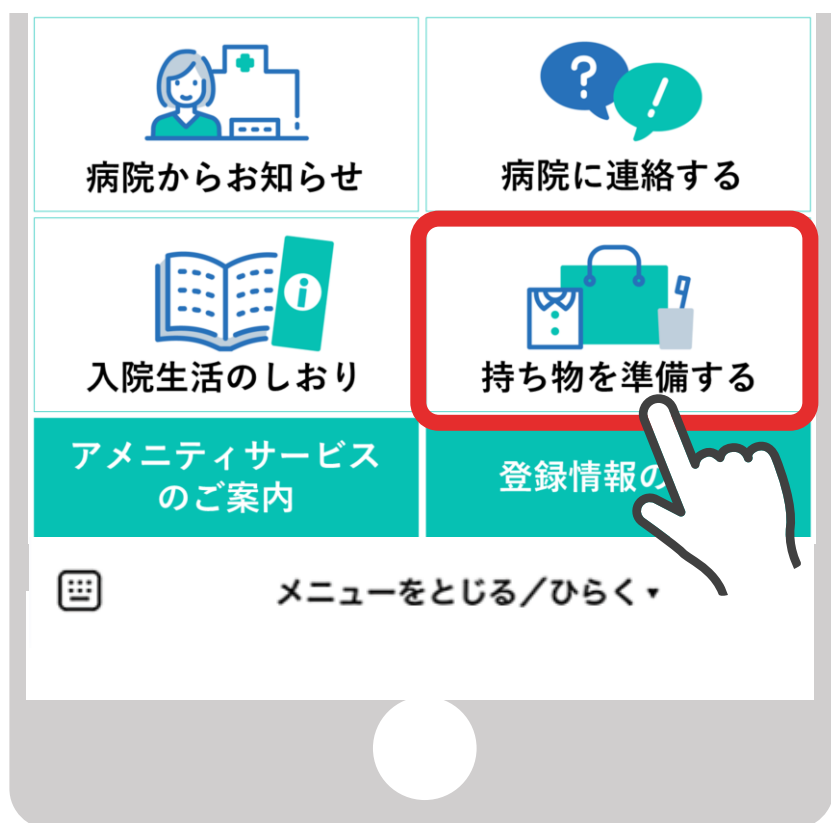 病院からお知らせ
病院に連絡する
入院生活のしおり
持ち物を準備する
アメニティサービス
のご案内
登録情報の
メニューをとじる/ひらく▼